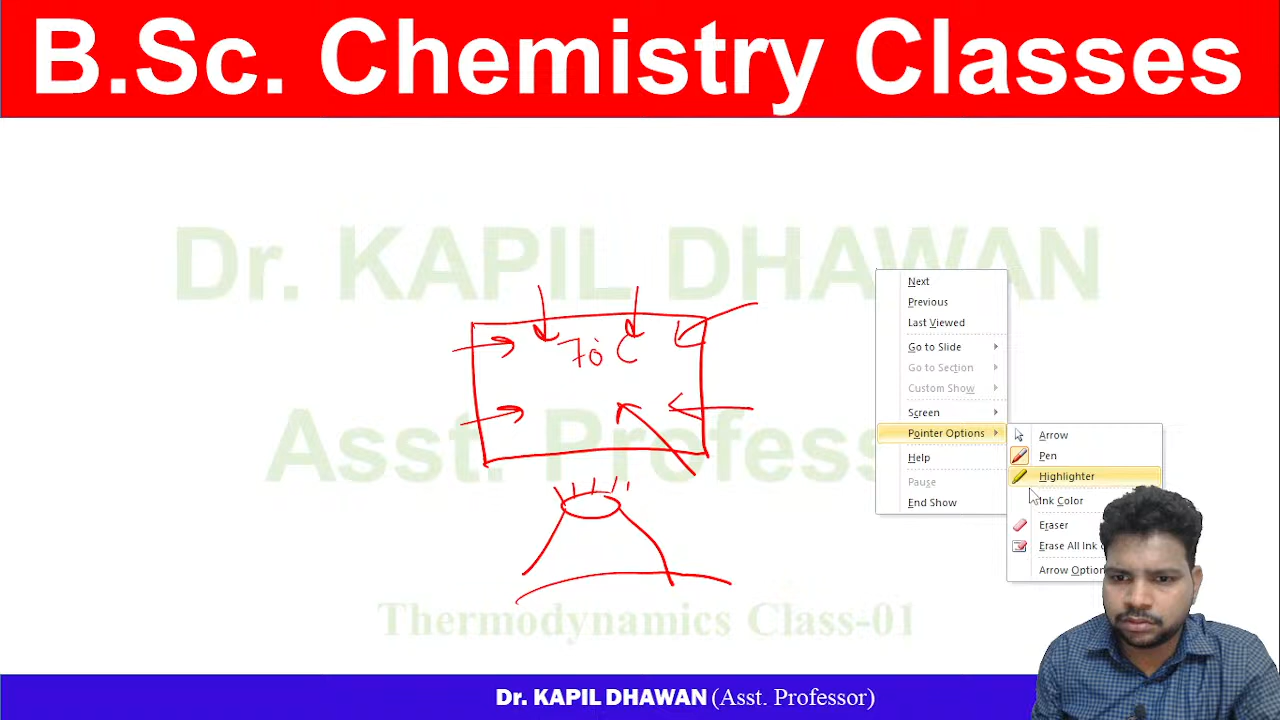 B.Sc. Chemistry Classes
Dr. KAPIL DHAWAN
Asst. Profess
Thermodynamics Class-01
70°C
Next
Previous
Last Viewed
Go to Slide
Go to Section
Custom Show
Screen
Pointer Options
Help
Pause
End Show
Arrow
Pen
Highlighter
Ink Color
Eraser
Erase All Ink
Arrow Option
Dr. KAPIL DHAWAN (Asst. Professor)